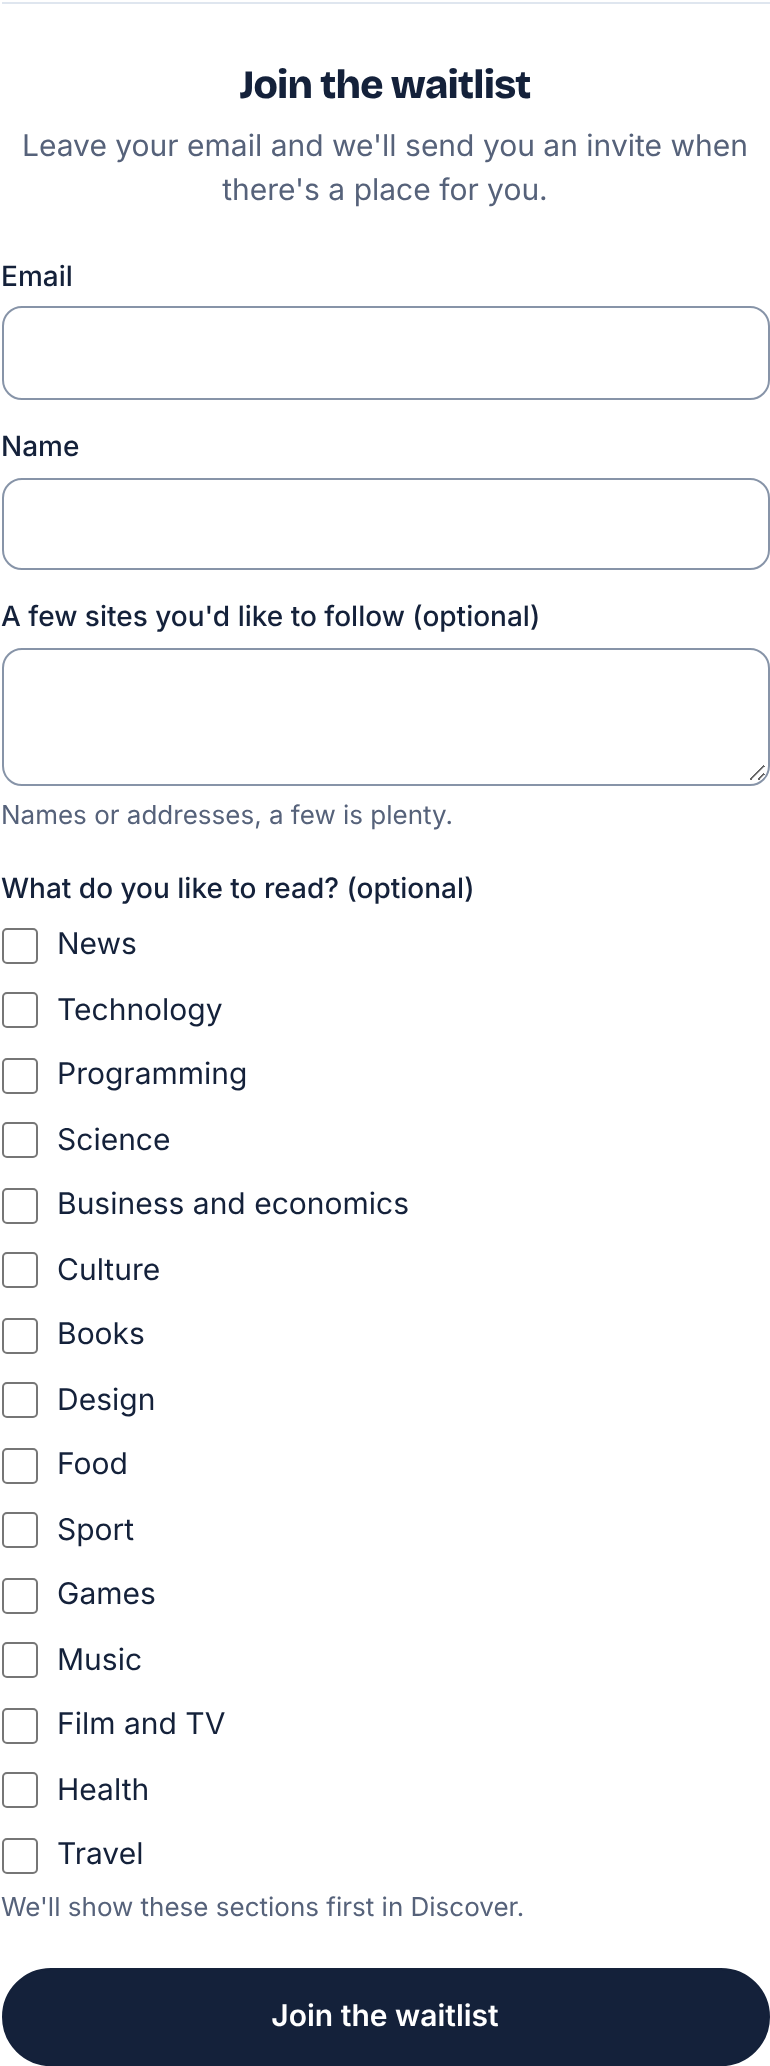 Join the waitlist
Leave your email and we'll send you an invite when
there's a place for you.
Email
Name
A few sites you'd like to follow (optional)
Names or addresses, a few is plenty.
What do you like to read? (optional)
News
Technology
Programming
Science
Business and economics
Culture
Books
Design
Food
Sport
Games
Music
Film and TV
Health
Travel
We'll show these sections first in Discover.
Join the waitlist